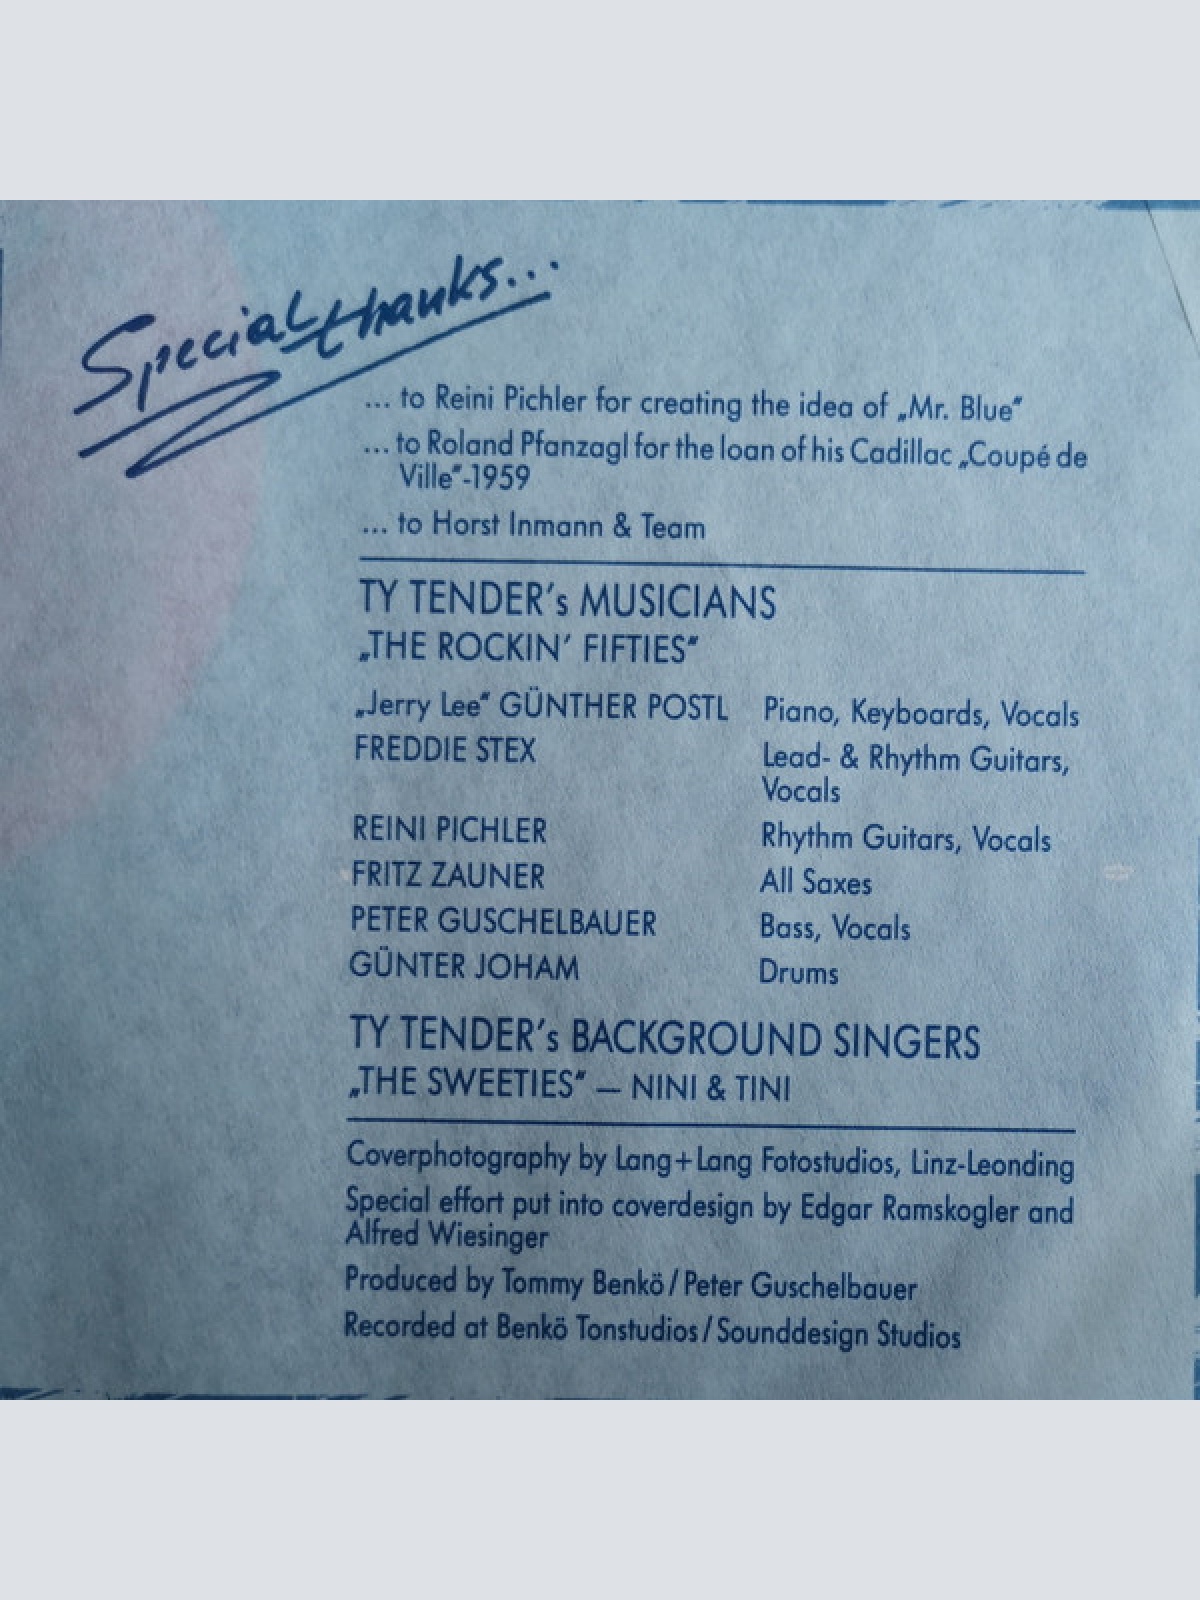 Special thanks...
... to Reini Pichler for creating the idea of „Mr. Blue"
... to Roland Pfanzagl for the loan of his Cadillac „Coupé de
Ville"-1959
... to Horst Inmann & Team
TY TENDER's MUSICIANS
„THE ROCKIN' FIFTIES"
„Jerry Lee" GÜNTHER POSTL Piano, Keyboards, Vocals
FREDDIE STEX Lead- & Rhythm Guitars,
Vocals
REINI PICHLER Rhythm Guitars, Vocals
FRITZ ZAUNER All Saxes
PETER GUSCHELBAUER Bass, Vocals
GÜNTER JOHAM Drums
TY TENDER's BACKGROUND SINGERS
„THE SWEETIES" — NINI & TINI
Coverphotography by Lang+Lang Fotostudios, Linz-Leonding
Special effort put into coverdesign by Edgar Ramskogler and
Alfred Wiesinger
Produced by Tommy Benkö/Peter Guschelbauer
Recorded at Benkö Tonstudios/Sounddesign Studios